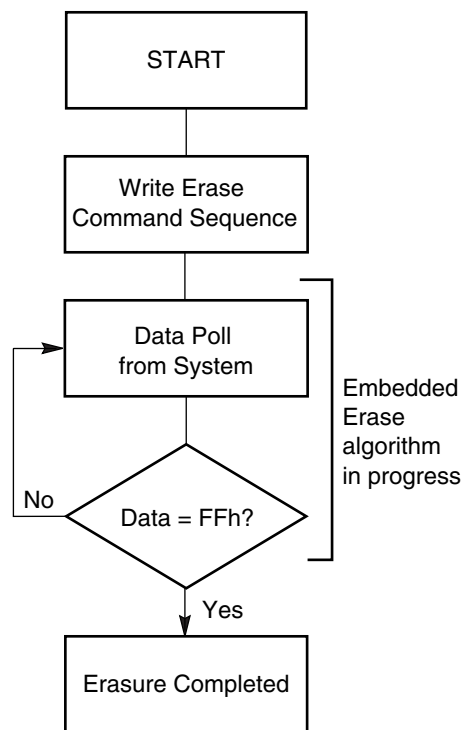 START
Write Erase
Command Sequence
Data Poll
from System
Embedded
Erase
algorithm
in progress
No
Data = FFh?
Yes
Erasure Completed